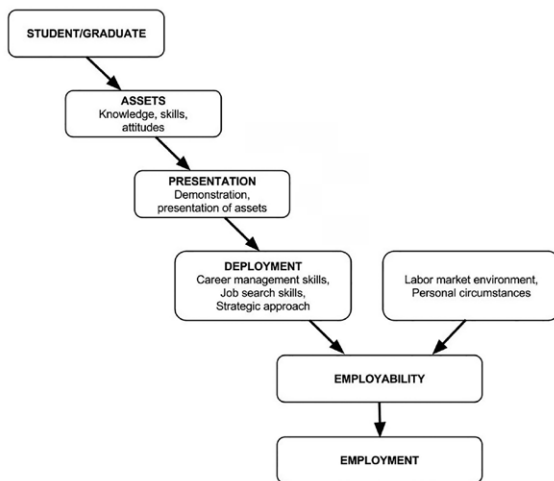 STUDENT/GRADUATE
ASSETS
Knowledge, skills,
attitudes
PRESENTATION
Demonstration,
presentation of assets
DEPLOYMENT
Career management skills,
Job search skills,
Strategic approach
Labor market environment,
Personal circumstances
EMPLOYABILITY
EMPLOYMENT